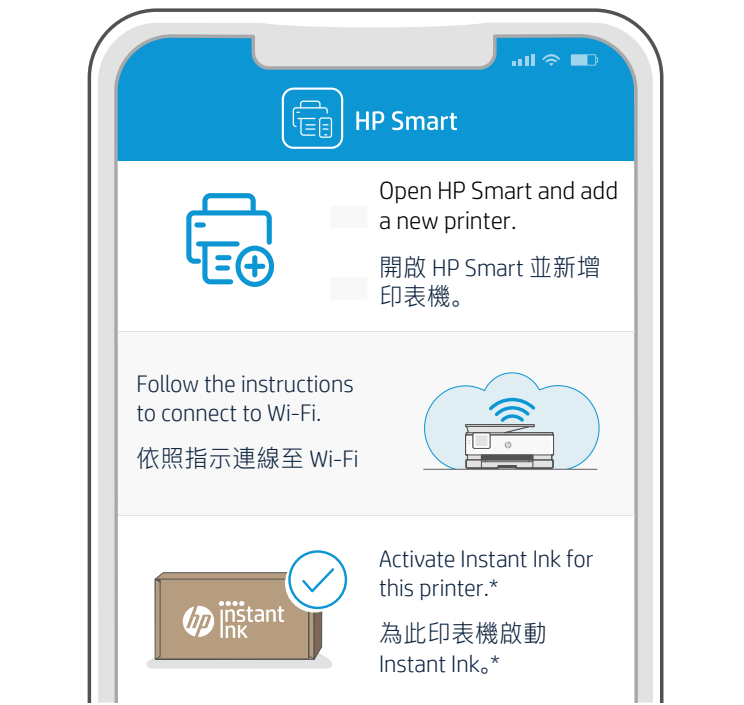 HP Smart
Open HP Smart and add
a new printer.
開啟 HP Smart 並新增
印表機。
Follow the instructions
to connect to Wi-Fi.
依照指示連線至 Wi-Fi
hp instant
ink
Activate Instant Ink for
this printer.*
為此印表機啟動
Instant Ink。*